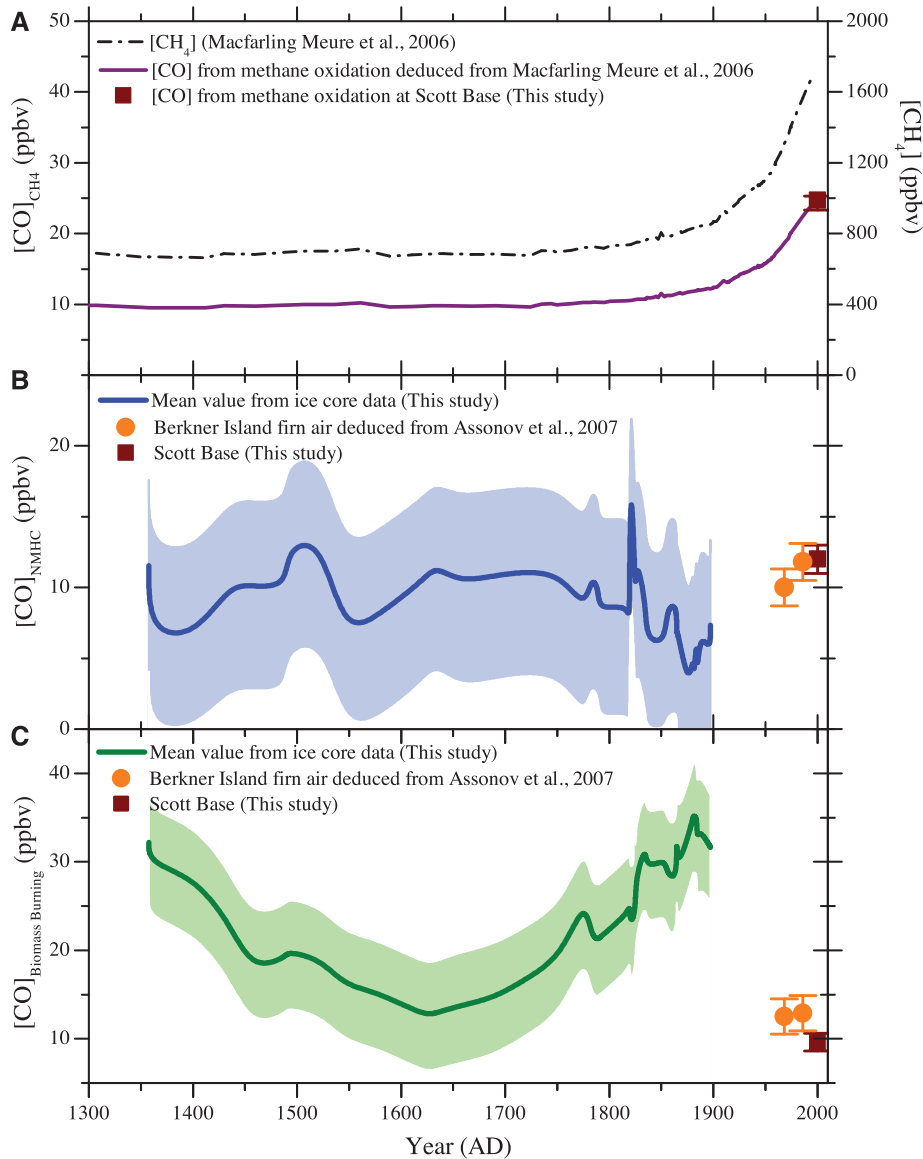 A
50
40
30
20
10
[CO]CH4 (ppbv)
[CH4] (Macfarling Meure et al., 2006)
[CO] from methane oxidation deduced from Macfarling Meure et al., 2006
[CO] from methane oxidation at Scott Base (This study)
2000
1600
1200
800
400
0
[CH4] (ppbv)
B
20
10
0
[CO]NMHC (ppbv)
Mean value from ice core data (This study)
Berkner Island firn air deduced from Assonov et al., 2007
Scott Base (This study)
C
40
30
20
10
[CO]Biomass Burning (ppbv)
Mean value from ice core data (This study)
Berkner Island firn air deduced from Assonov et al., 2007
Scott Base (This study)
1300 1400 1500 1600 1700 1800 1900 2000
Year (AD)